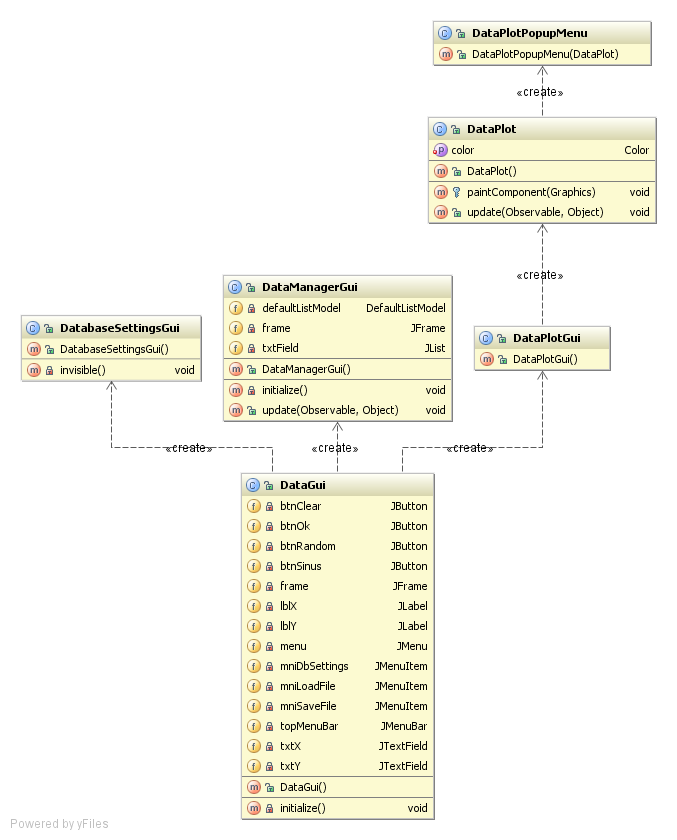 DataPlotPopupMenu
DataPlotPopupMenu(DataPlot)
«create»
DataPlot
color Color
DataPlot()
paintComponent(Graphics) void
update(Observable, Object) void
«create»
DataManagerGui
defaultListModel DefaultListModel
frame JFrame
txtField JList
DataManagerGui()
initialize() void
update(Observable, Object) void
DatabaseSettingsGui
DatabaseSettingsGui()
invisible() void
DataPlotGui
DataPlotGui()
«create» «create» «create»
DataGui
btnClear JButton
btnOk JButton
btnRandom JButton
btnSinus JButton
frame JFrame
lblX JLabel
lblY JLabel
menu JMenu
mniDbSettings JMenuItem
mniLoadFile JMenuItem
mniSaveFile JMenuItem
topMenuBar JMenuBar
txtX JTextField
txtY JTextField
DataGui()
initialize() void
Powered by yFiles